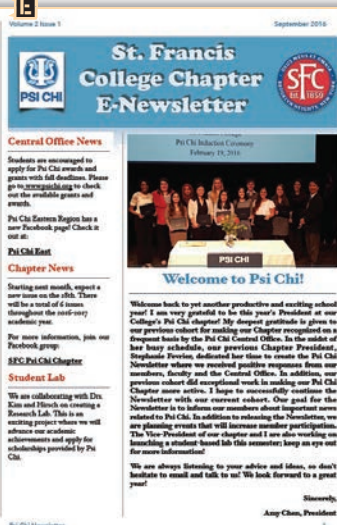 E
Volume 2 Issue 1
September 2016
PSI CHI
St. Francis
College Chapter
E-Newsletter
SFC
Est. 1859
Central Office News
Students are encouraged to
apply for Psi Chi awards and
grants with fall deadlines. Please
go to www.psichi.org to check
out the available grants and
awards.
Psi Chi Eastern Region has a
new Facebook page! Check it
out at:
Psi Chi East
Chapter News
Starting next month, expect a
new issue on the 18th. There
will be a total of 6 issues
throughout the 2016-2017
academic year.
For more information, join our
Facebook group:
SFC Psi Chi Chapter
Student Lab
We are collaborating with Drs.
Kim and Hirsch on creating a
Research Lab. This is an
exciting project where we will
advance our academic
achievements and apply for
scholarships provided by Psi
Chi.
Psi Chi Induction Ceremony
February 19, 2016
PSI CHI
Welcome to Psi Chi!
Welcome back to yet another productive and exciting school
year! I am very grateful to be this year's President at our
College's Psi Chi chapter! My deepest gratitude is given to
our previous cohort for making our Chapter recognized on a
frequent basis by the Psi Chi Central Office. In the midst of
her busy schedule, our previous Chapter President,
Stephanie Fevrier, dedicated her time to create the Psi Chi
Newsletter where we received positive responses from our
members, faculty and the Central Office. In addition, our
previous cohort did exceptional work in making our Psi Chi
Chapter more active. I hope to successfully continue the
Newsletter with our current cohort. Our goal for the
Newsletter is to inform our members about important news
related to Psi Chi. In addition to releasing the Newsletter, we
are planning events that will increase member participation.
The Vice-President of our chapter and I are also working on
launching a student-based lab this semester; keep an eye out
for more information!
We are always listening to your advice and ideas, so don't
hesitate to email and talk to us! We look forward to a great
year!
Sincerely,
Amy Chen, President